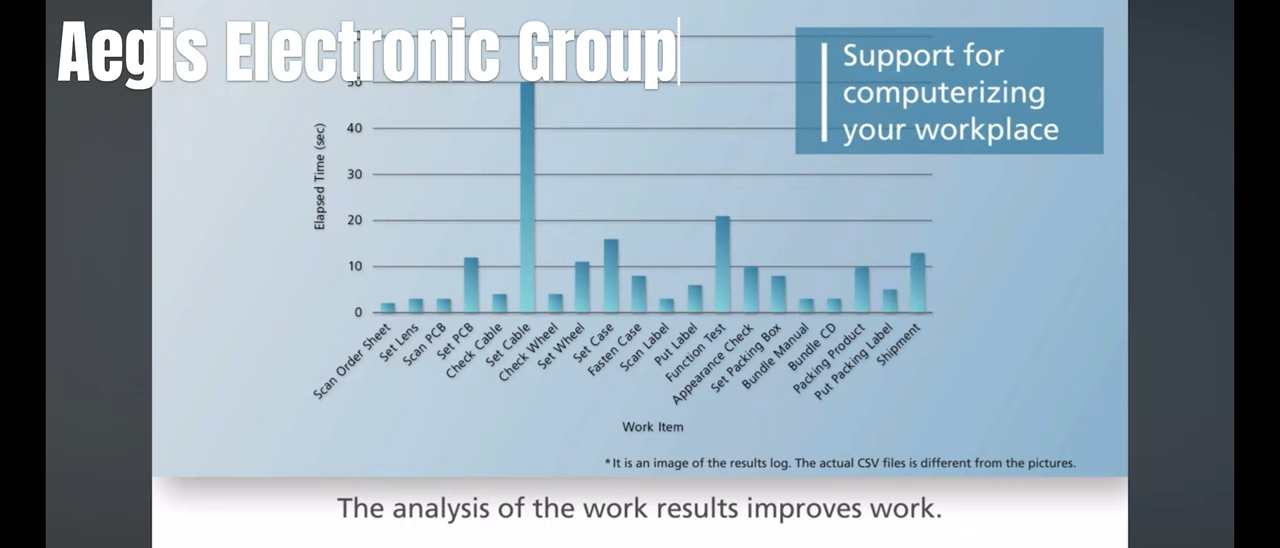 Aegis Electronic Group
Support for
computerizing
your workplace
50
40
30
20
10
0
Elapsed Time (sec)
Scan Order Sheet
Set Lens
Scan PCB
Set PCB
Check Cable
Set Cable
Check Wheel
Set Wheel
Set Case
Fasten Case
Scan Label
Put Label
Function Test
Appearance Check
Set Packing Box
Bundle Manual
Bundle CD
Packing Product
Put Packing Label
Shipment
Work Item
*It is an image of the results log. The actual CSV files is different from the pictures.
The analysis of the work results improves work.